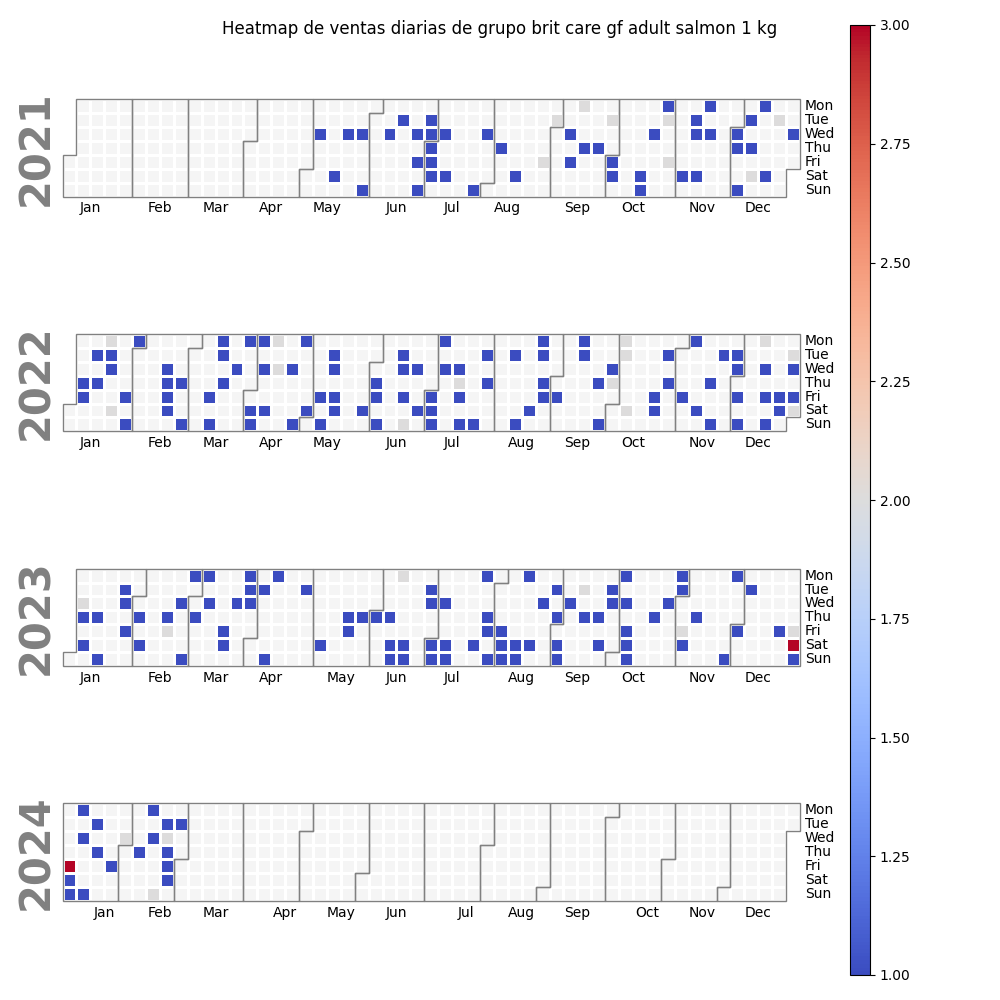 Heatmap de ventas diarias de grupo brit care gf adult salmon 1 kg
2021
Mon
Tue
Wed
Thu
Fri
Sat
Sun
Jan Feb Mar Apr May Jun Jul Aug Sep Oct Nov Dec
2022
Mon
Tue
Wed
Thu
Fri
Sat
Sun
Jan Feb Mar Apr May Jun Jul Aug Sep Oct Nov Dec
2023
Mon
Tue
Wed
Thu
Fri
Sat
Sun
Jan Feb Mar Apr May Jun Jul Aug Sep Oct Nov Dec
2024
Mon
Tue
Wed
Thu
Fri
Sat
Sun
Jan Feb Mar Apr May Jun Jul Aug Sep Oct Nov Dec
3.00
2.75
2.50
2.25
2.00
1.75
1.50
1.25
1.00